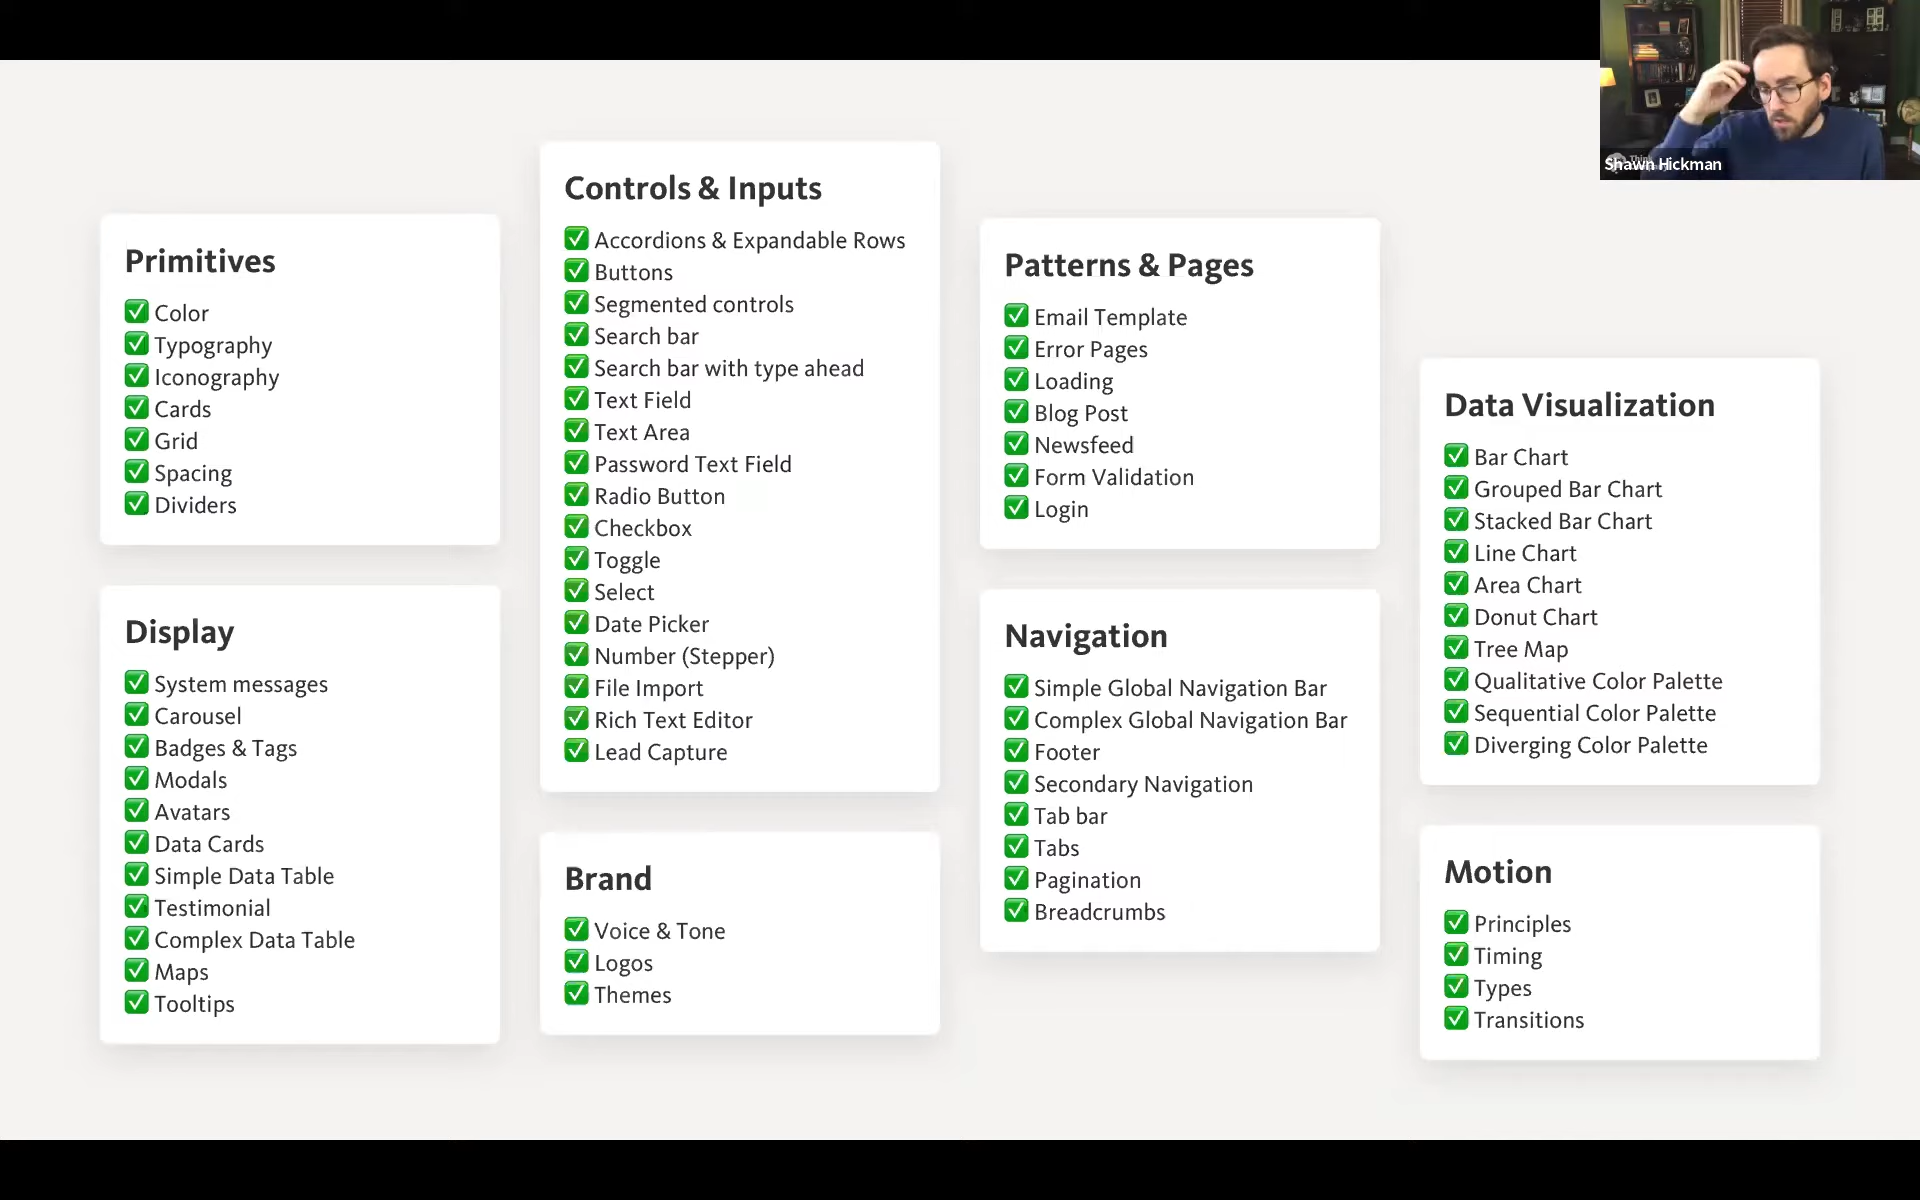 Primitives
✅ Color
✅ Typography
✅ Iconography
✅ Cards
✅ Grid
✅ Spacing
✅ Dividers
Display
✅ System messages
✅ Carousel
✅ Badges & Tags
✅ Modals
✅ Avatars
✅ Data Cards
✅ Simple Data Table
✅ Testimonial
✅ Complex Data Table
✅ Maps
✅ Tooltips
Controls & Inputs
✅ Accordions & Expandable Rows
✅ Buttons
✅ Segmented controls
✅ Search bar
✅ Search bar with type ahead
✅ Text Field
✅ Text Area
✅ Password Text Field
✅ Radio Button
✅ Checkbox
✅ Toggle
✅ Select
✅ Date Picker
✅ Number (Stepper)
✅ File Import
✅ Rich Text Editor
✅ Lead Capture
Brand
✅ Voice & Tone
✅ Logos
✅ Themes
Patterns & Pages
✅ Email Template
✅ Error Pages
✅ Loading
✅ Blog Post
✅ Newsfeed
✅ Form Validation
✅ Login
Navigation
✅ Simple Global Navigation Bar
✅ Complex Global Navigation Bar
✅ Footer
✅ Secondary Navigation
✅ Tab bar
✅ Tabs
✅ Pagination
✅ Breadcrumbs
Data Visualization
✅ Bar Chart
✅ Grouped Bar Chart
✅ Stacked Bar Chart
✅ Line Chart
✅ Area Chart
✅ Donut Chart
✅ Tree Map
✅ Qualitative Color Palette
✅ Sequential Color Palette
✅ Diverging Color Palette
Motion
✅ Principles
✅ Timing
✅ Types
✅ Transitions
Shawn Hickman